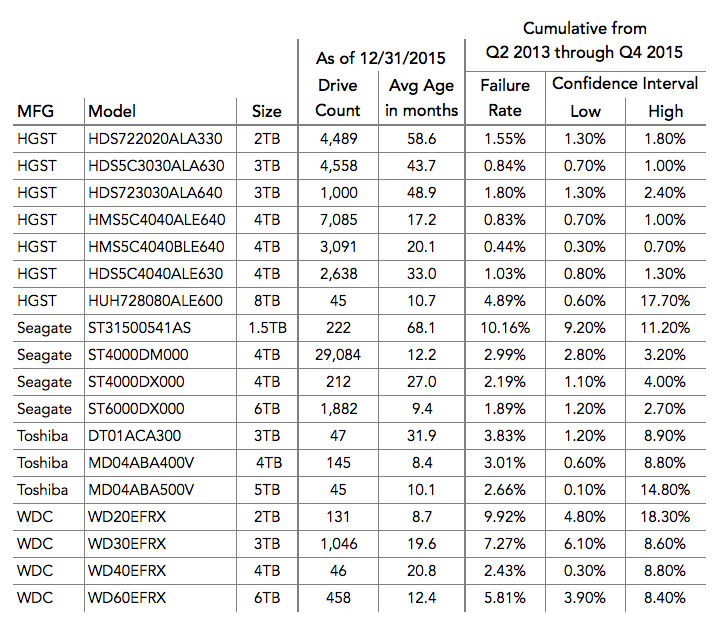 Cumulative from
As of 12/31/2015 Q2 2013 through Q4 2015
Drive Avg Age Failure Confidence Interval
MFG Model Size Count in months Rate Low High
HGST HDS722020ALA330 2TB 4,489 58.6 1.55% 1.30% 1.80%
HGST HDS5C3030ALA630 3TB 4,558 43.7 0.84% 0.70% 1.00%
HGST HDS723030ALA640 3TB 1,000 48.9 1.80% 1.30% 2.40%
HGST HMS5C4040ALE640 4TB 7,085 17.2 0.83% 0.70% 1.00%
HGST HMS5C4040BLE640 4TB 3,091 20.1 0.44% 0.30% 0.70%
HGST HDS5C4040ALE630 4TB 2,638 33.0 1.03% 0.80% 1.30%
HGST HUH728080ALE600 8TB 45 10.7 4.89% 0.60% 17.70%
Seagate ST31500541AS 1.5TB 222 68.1 10.16% 9.20% 11.20%
Seagate ST4000DM000 4TB 29,084 12.2 2.99% 2.80% 3.20%
Seagate ST4000DX000 4TB 212 27.0 2.19% 1.10% 4.00%
Seagate ST6000DX000 6TB 1,882 9.4 1.89% 1.20% 2.70%
Toshiba DT01ACA300 3TB 47 31.9 3.83% 1.20% 8.90%
Toshiba MD04ABA400V 4TB 145 8.4 3.01% 0.60% 8.80%
Toshiba MD04ABA500V 5TB 45 10.1 2.66% 0.10% 14.80%
WDC WD20EFRX 2TB 131 8.7 9.92% 4.80% 18.30%
WDC WD30EFRX 3TB 1,046 19.6 7.27% 6.10% 8.60%
WDC WD40EFRX 4TB 46 20.8 2.43% 0.30% 8.80%
WDC WD60EFRX 6TB 458 12.4 5.81% 3.90% 8.40%